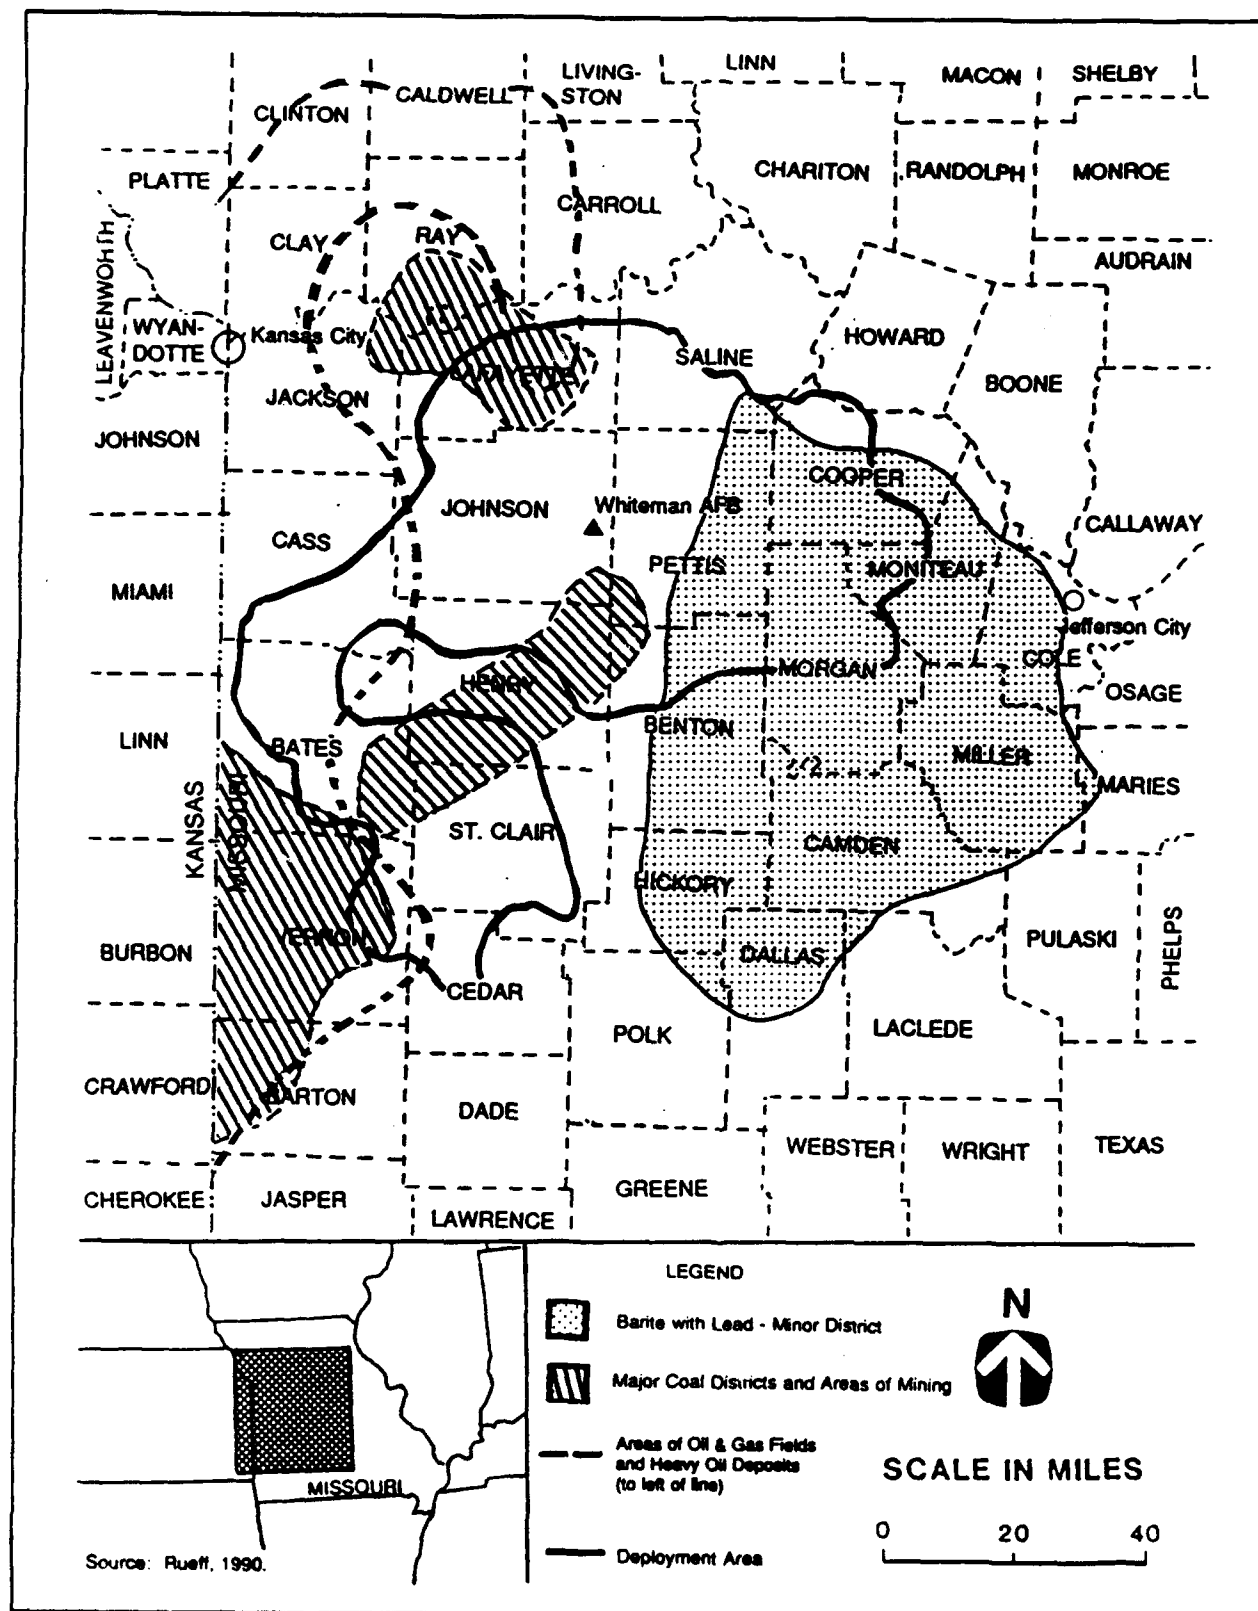 LINN
LIVING-
STON
MACON
SHELBY
CALDWELL
CLINTON
CHARITON
RANDOLPH
MONROE
PLATTE
CARROLL
LEAVENWORTH
CLAY
RAY
AUDRAIN
WYAN-
DOTTE
Kansas City
HOWARD
SALINE
LAFAYETTE
BOONE
JACKSON
JOHNSON
COOPER
JOHNSON
Whiteman AFB
CALLAWAY
CASS
PETTIS
MONITEAU
MIAMI
Jefferson City
COLE
MORGAN
HENRY
OSAGE
BENTON
LINN
BATES
MILLER
MARIES
KANSAS
MISSOURI
ST. CLAIR
CAMDEN
HICKORY
VERNON
BURBON
DALLAS
PULASKI
PHELPS
CEDAR
POLK
LACLEDE
CRAWFORD
BARTON
DADE
WEBSTER
WRIGHT
TEXAS
CHEROKEE
JASPER
GREENE
LAWRENCE
LEGEND
Barite with Lead - Minor District
Major Coal Districts and Areas of Mining
Areas of Oil & Gas Fields
and Heavy Oil Deposits
(to left of line)
Deployment Area
N
SCALE IN MILES
0 20 40
MISSOURI
Source: Rueff, 1990.